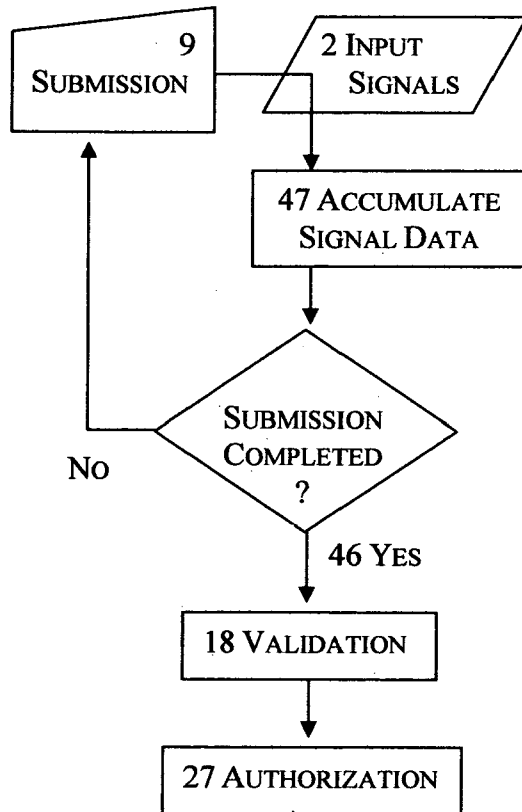 9
SUBMISSION
2 INPUT
SIGNALS
47 ACCUMULATE
SIGNAL DATA
SUBMISSION
COMPLETED
?
NO
46 YES
18 VALIDATION
27 AUTHORIZATION